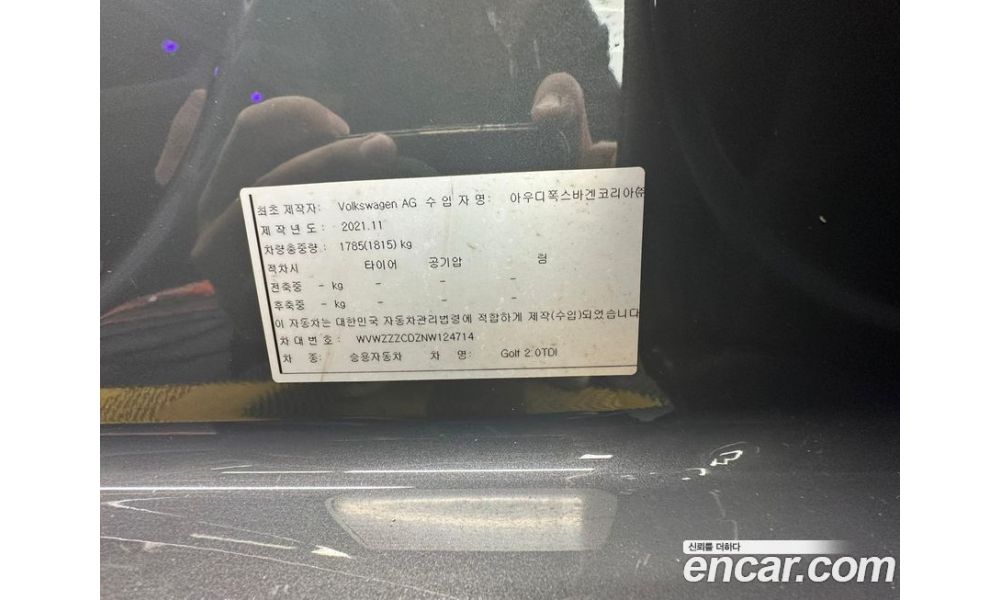 최초 제작자: Volkswagen AG 수 입 자 명: 아우디폭스바겐코리아㈜
제 작 년 도 : 2021.11
차량총중량 : 1785(1815) kg
적차시 타이어 공기압 림
전축중 - kg - - -
후축중 - kg - - -
이 자동차는 대한민국 자동차관리법령에 적합하게 제작(수입)되었습니다
차 대 번 호 : WVWZZZCDZNW124714
차 종: 승용자동차 차 명: Golf 2.0TDI
신뢰를 더하다
encar.com